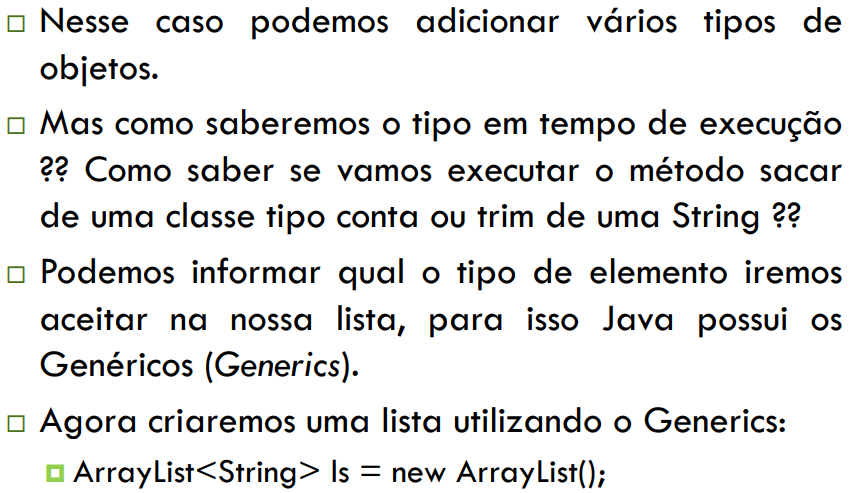 Nesse caso podemos adicionar vários tipos de
objetos.
Mas como saberemos o tipo em tempo de execução
?? Como saber se vamos executar o método sacar
de uma classe tipo conta ou trim de uma String ??
Podemos informar qual o tipo de elemento iremos
aceitar na nossa lista, para isso Java possui os
Genéricos (Generics).
Agora criaremos uma lista utilizando o Generics:
ArrayList<String> ls = new ArrayList();